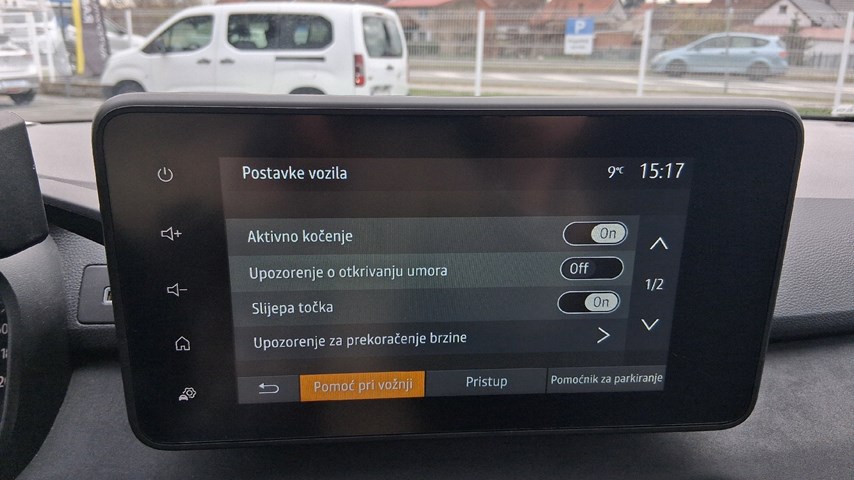 P
Postavke vozila 9°C 15:17
Aktivno kočenje On
Upozorenje o otkrivanju umora Off
Slijepa točka On
1/2
Upozorenje za prekoračenje brzine
Pomoć pri vožnji Pristup Pomoćnik za parkiranje